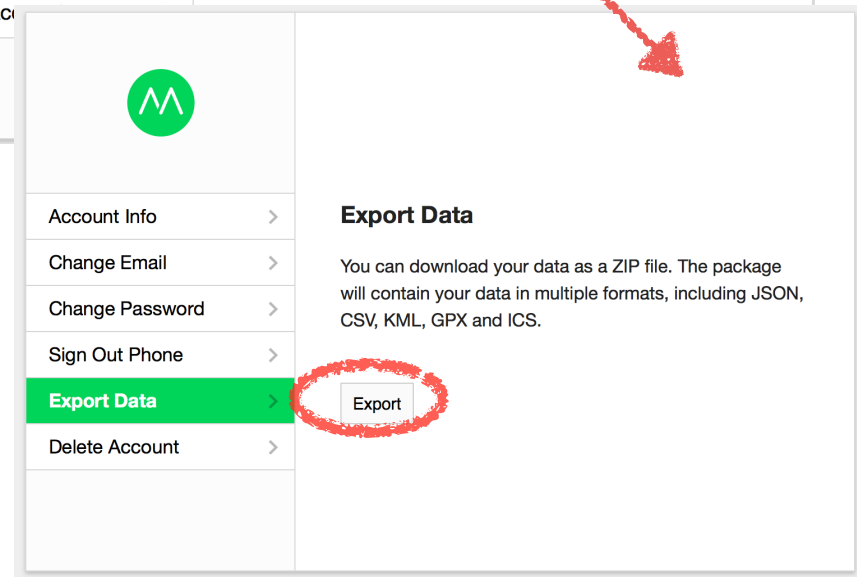 Account Info
Change Email
Change Password
Sign Out Phone
Export Data
Delete Account
Export Data
You can download your data as a ZIP file. The package
will contain your data in multiple formats, including JSON,
CSV, KML, GPX and ICS.
Export